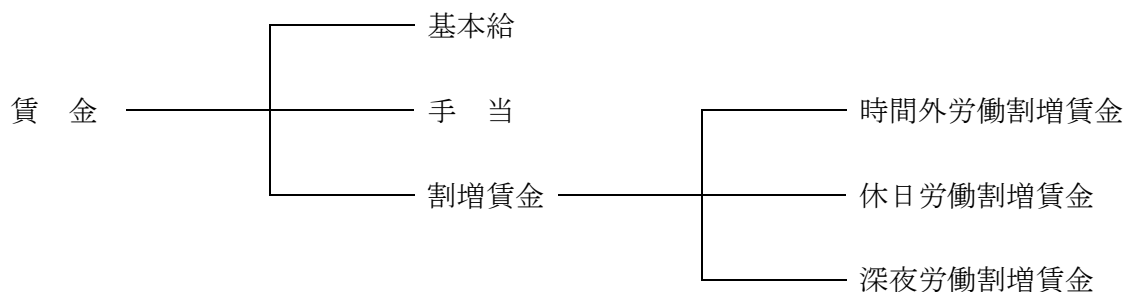 基本給
賃　金
手　当
時間外労働割増賃金
割増賃金
休日労働割増賃金
深夜労働割増賃金